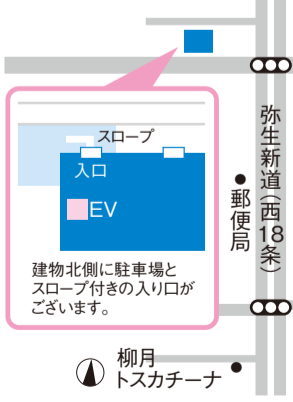 スロープ
入口
EV
建物北側に駐車場と
スロープ付きの入り口が
ございます。
弥生新道(西18条)
郵便局
柳月
トスカチーナ